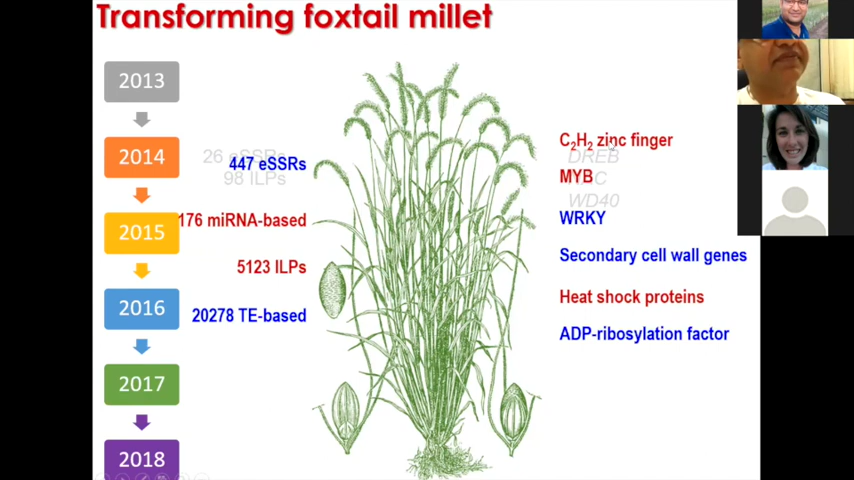 Transforming foxtail millet
2013
2014
2015
2016
2017
2018
26 eSSRs
447 eSSRs
98 ILPs
176 miRNA-based
5123 ILPs
20278 TE-based
C2H2 zinc finger
DREB
MYB
WD40
WRKY
Secondary cell wall genes
Heat shock proteins
ADP-ribosylation factor